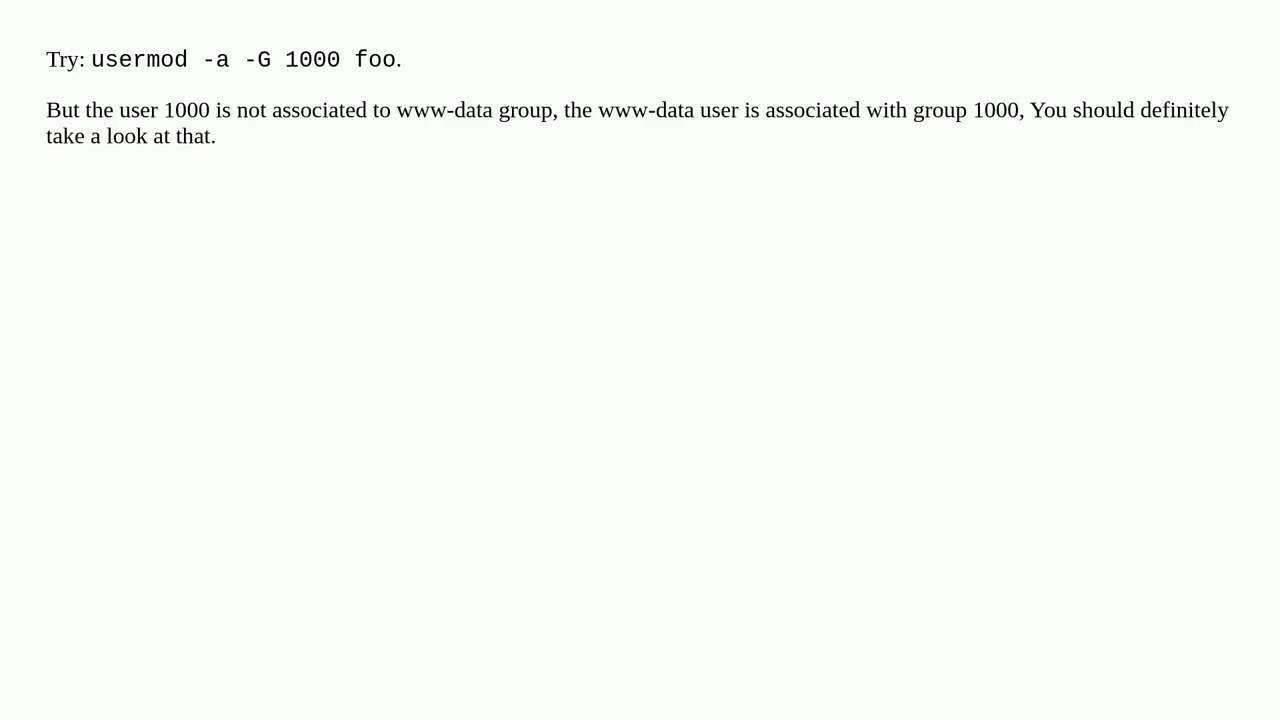 Try: usermod -a -G 1000 foo.
But the user 1000 is not associated to www-data group, the www-data user is associated with group 1000, You should definitely
take a look at that.